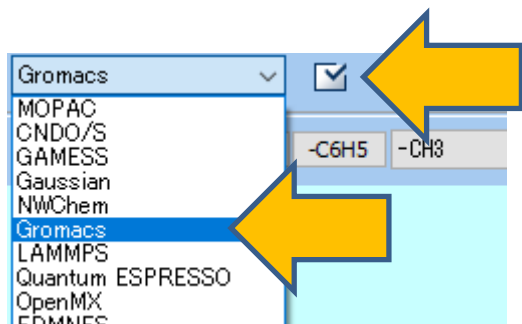 Gromacs
MOPAC
CNDO/S
GAMESS
-C6H5
-CH3
Gaussian
NWChem
Gromacs
LAMMPS
Quantum ESPRESSO
OpenMX